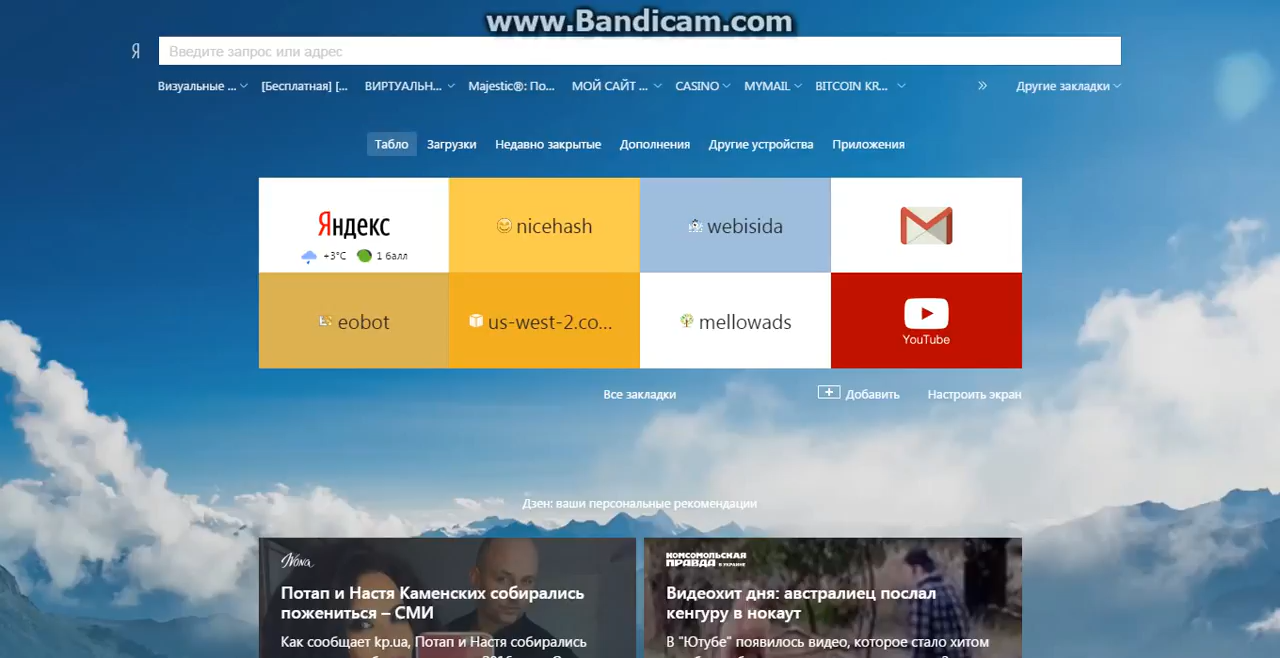 www.Bandicam.com
Я Введите запрос или адрес
Визуальные ... [Бесплатная] [... ВИРТУАЛЬН... Majestic®: По... МОЙ САЙТ ... CASINO MYMAIL BITCOIN KR... » Другие закладки
Табло Загрузки Недавно закрытые Дополнения Другие устройства Приложения
Яндекс
+3°C 1 балл
nicehash
webisida
eobot
us-west-2.co...
mellowads
YouTube
Все закладки Добавить Настроить экран
Дзен: ваши персональные рекомендации
Потап и Настя Каменских собирались
пожениться – СМИ
Как сообщает kp.ua, Потап и Настя собирались
КОМСОМОЛЬСКАЯ
ПРАВДА В УКРАИНЕ
Видеохит дня: австралиец послал
кенгуру в нокаут
В "Ютубе" появилось видео, которое стало хитом